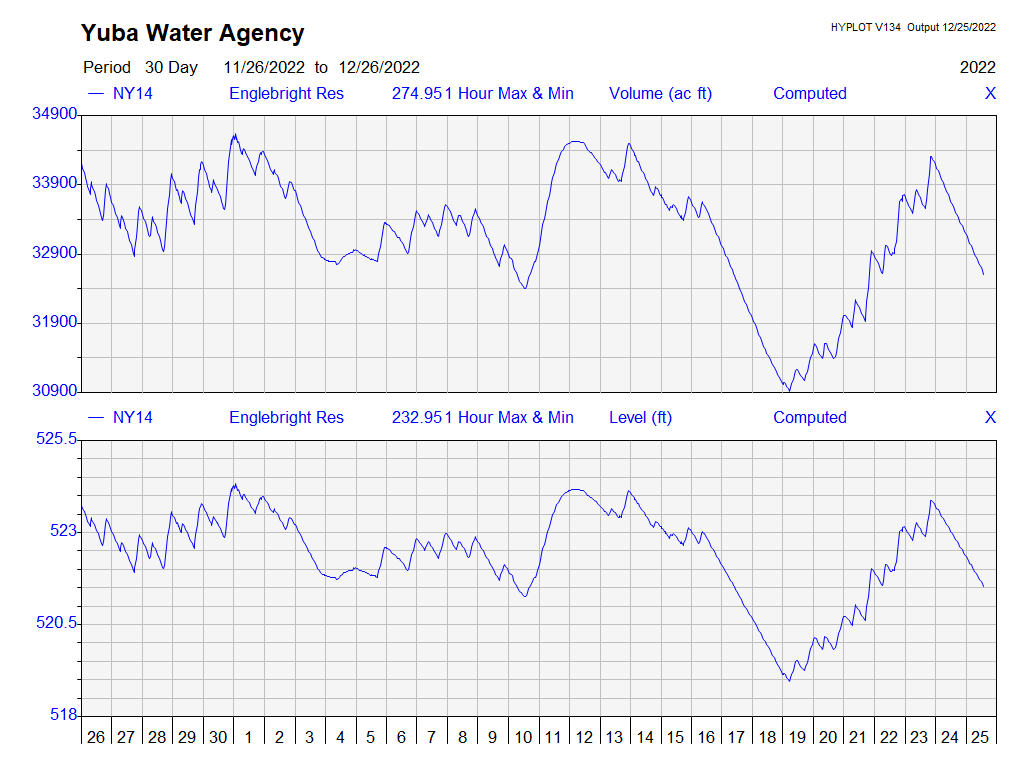 Yuba Water Agency
HYPLOT V134 Output 12/25/2022
Period 30 Day 11/26/2022 to 12/26/2022 2022
— NY14 Englebright Res 274.951 Hour Max & Min Volume (ac ft) Computed X
34900
33900
32900
31900
30900
— NY14 Englebright Res 232.951 Hour Max & Min Level (ft) Computed X
525.5
523
520.5
518
26 27 28 29 30 1 2 3 4 5 6 7 8 9 10 11 12 13 14 15 16 17 18 19 20 21 22 23 24 25